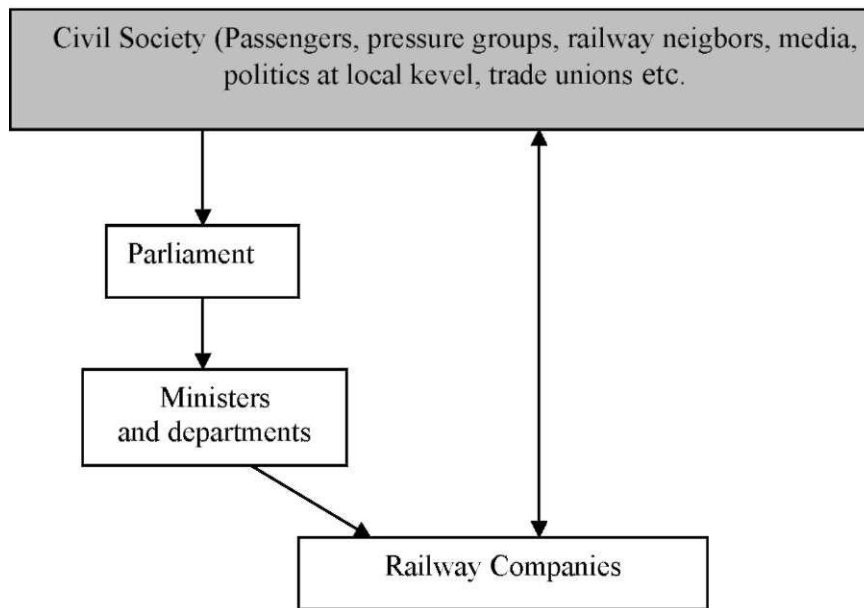 Civil Society (Passengers, pressure groups, railway neigbors, media,
politics at local kevel, trade unions etc.
Parliament
Ministers
and departments
Railway Companies